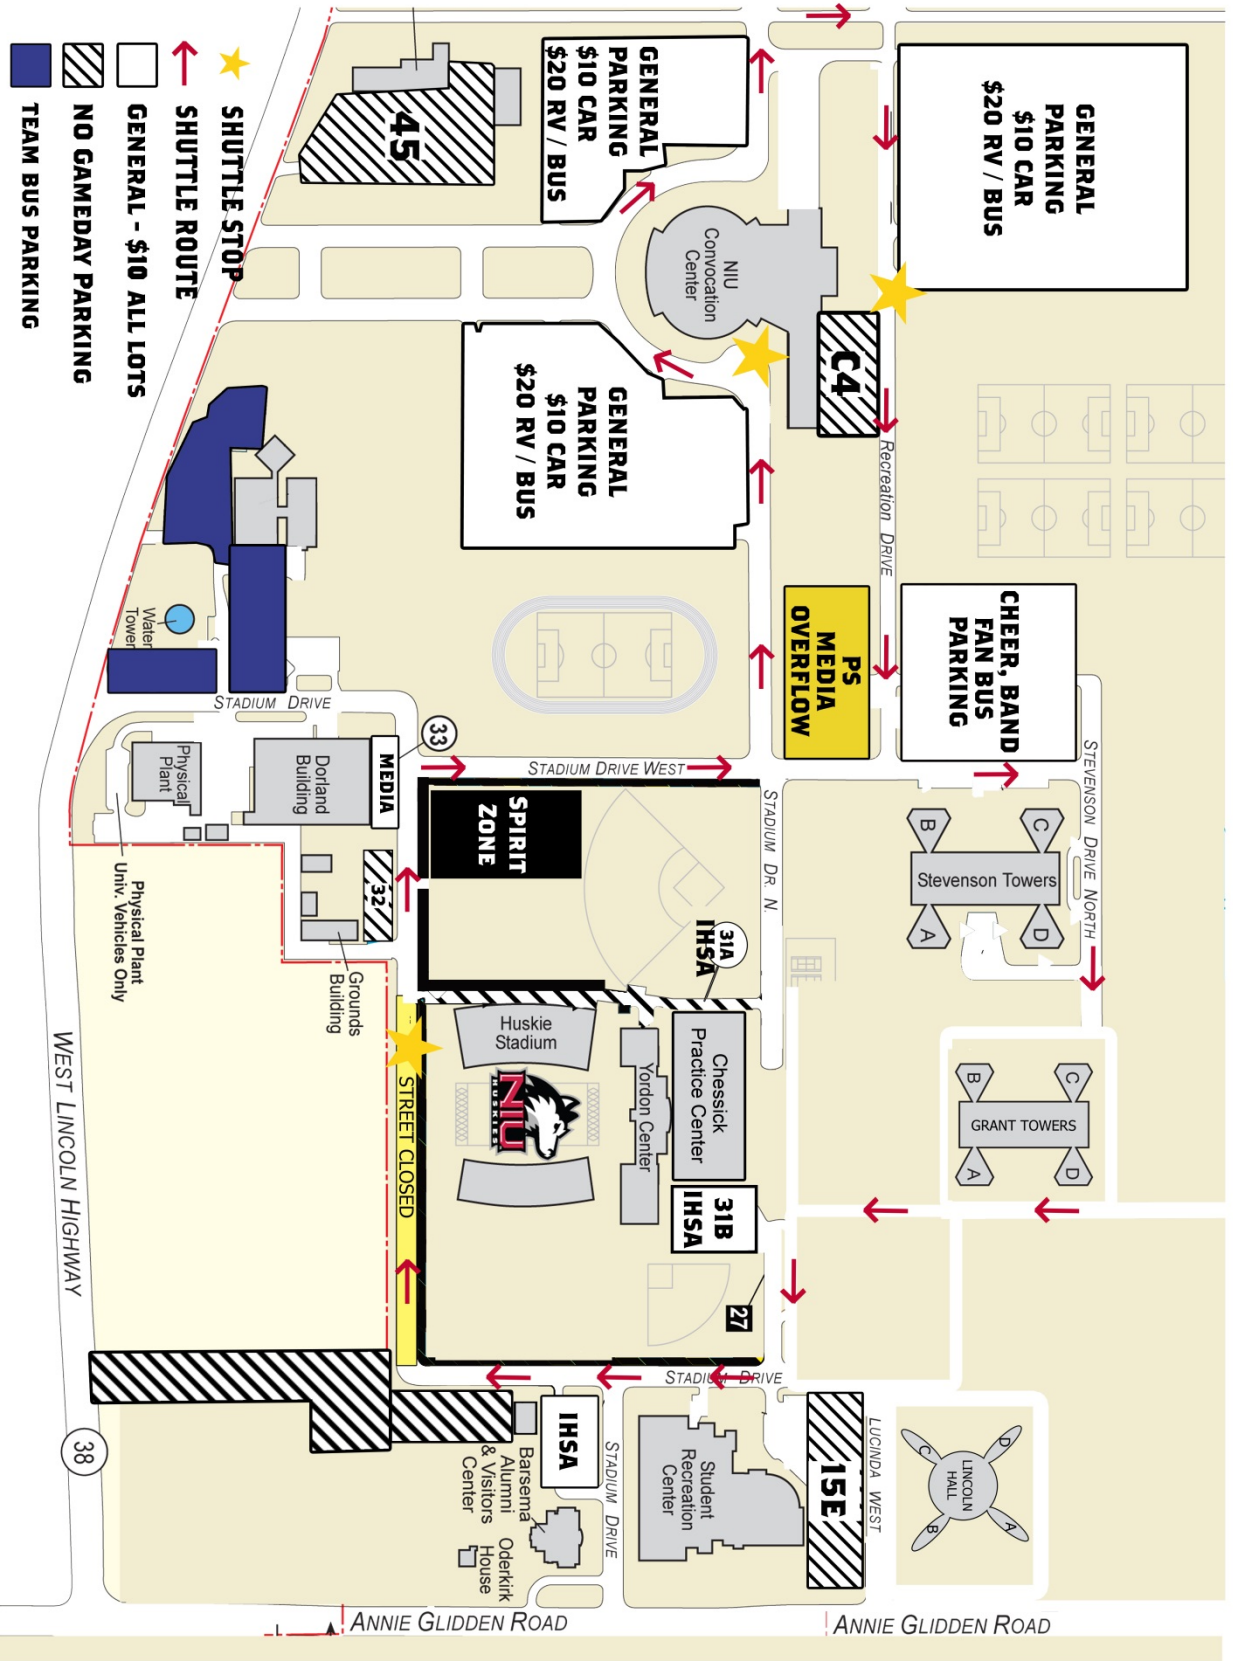 SHUTTLE STOP
SHUTTLE ROUTE
GENERAL - $10 ALL LOTS
NO GAMEDAY PARKING
TEAM BUS PARKING
45
GENERAL
PARKING
$10 CAR
$20 RV / BUS
GENERAL
PARKING
$10 CAR
$20 RV / BUS
NIU
Convocation
Center
C4
Recreation Drive
GENERAL
PARKING
$10 CAR
$20 RV / BUS
CHEER, BAND
FAN BUS
PARKING
PS
MEDIA
OVERFLOW
Water
Tower
STADIUM DRIVE
Physical
Plant
Dorland
Building
MEDIA
33
STADIUM DRIVE WEST
STADIUM DR. N.
STEVENSON DRIVE NORTH
SPIRIT
ZONE
32
31A
IHSA
B
C
Stevenson Towers
A
D
Physical Plant
Univ. Vehicles Only
Grounds
Building
Huskie
Stadium
NIU
HUSKIES
Yordon Center
Chessick
Practice Center
31B
IHSA
27
STREET CLOSED
WEST LINCOLN HIGHWAY
B
C
GRANT TOWERS
A
D
STADIUM DRIVE
38
IHSA
STADIUM DRIVE
Barsema
Alumni
& Visitors
Center
Oderkirk
House
Student
Recreation
Center
15E
LUCINDA WEST
C
D
LINCOLN
HALL
B
A
ANNIE GLIDDEN ROAD
ANNIE GLIDDEN ROAD